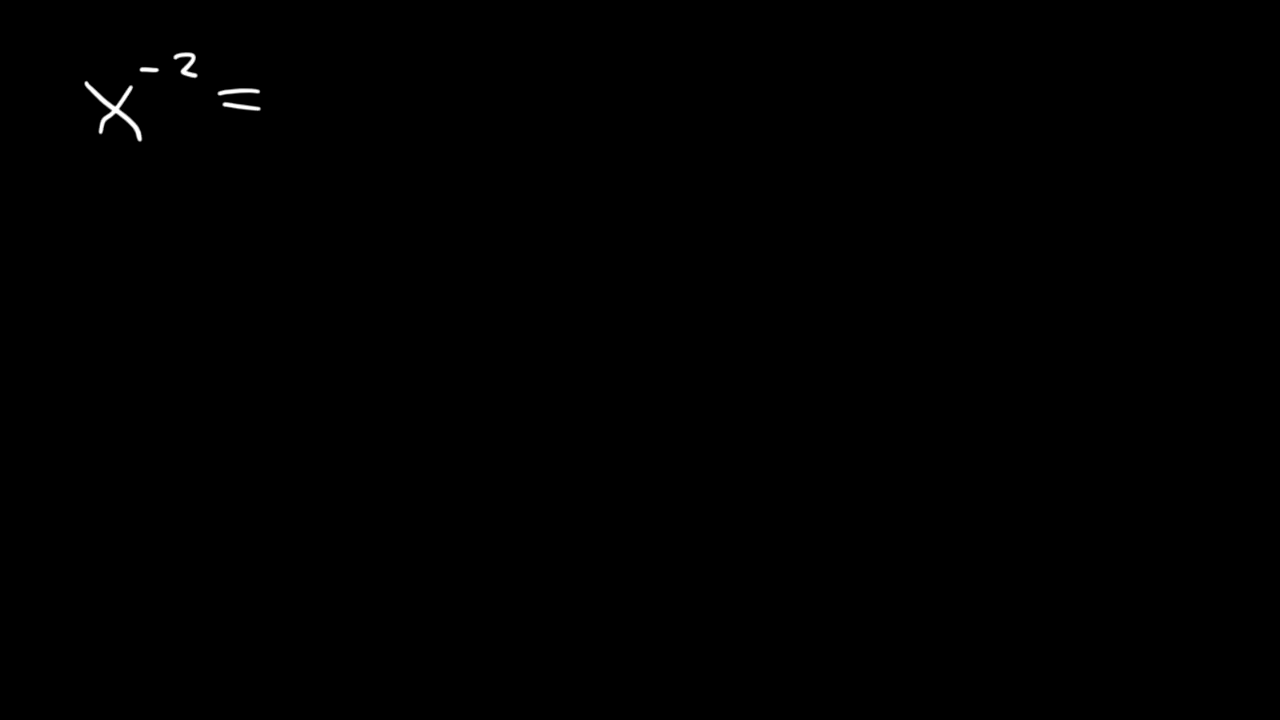 x⁻² =